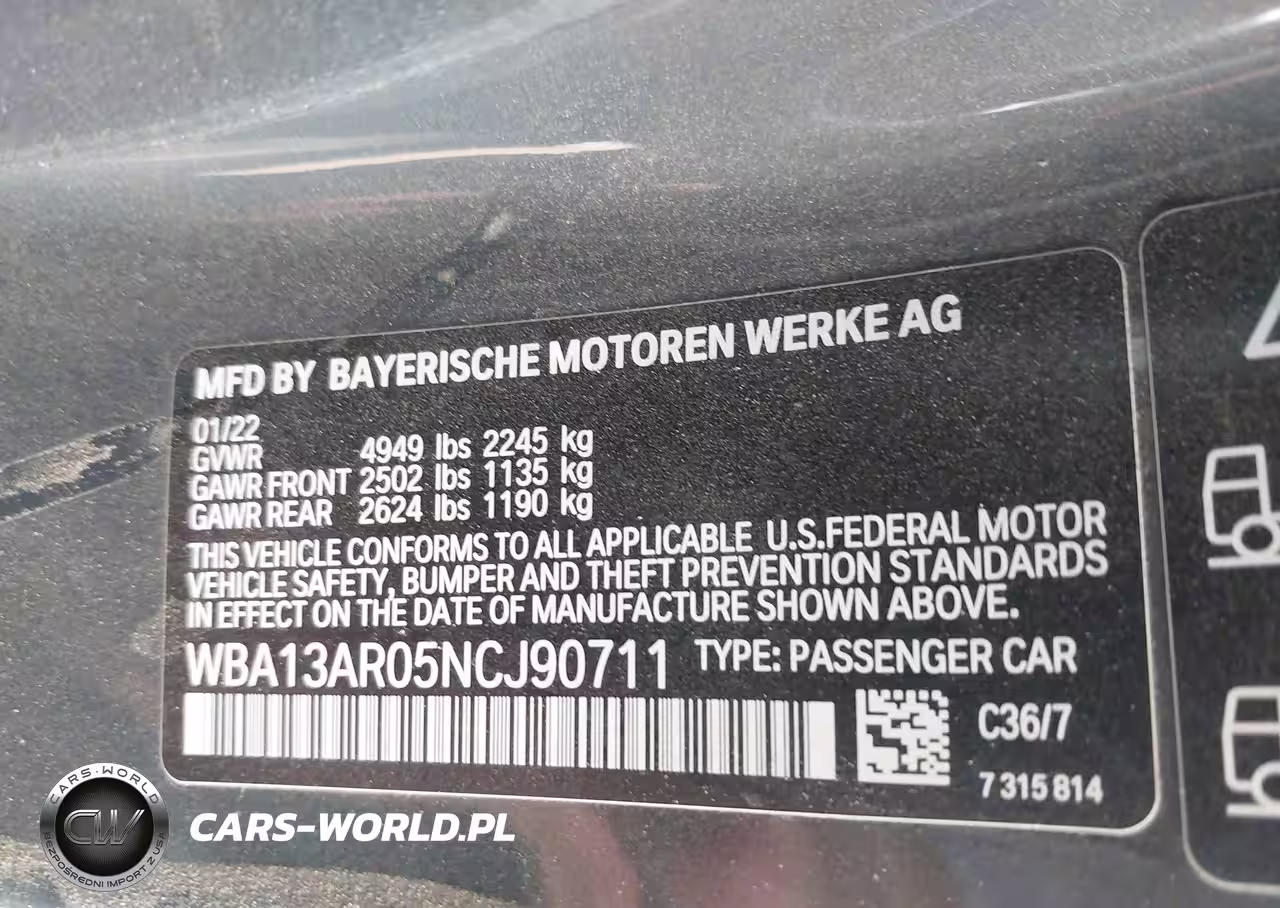 MFD BY BAYERISCHE MOTOREN WERKE AG
01/22
GVWR 4949 lbs 2245 kg
GAWR FRONT 2502 lbs 1135 kg
GAWR REAR 2624 lbs 1190 kg
THIS VEHICLE CONFORMS TO ALL APPLICABLE U.S.FEDERAL MOTOR
VEHICLE SAFETY, BUMPER AND THEFT PREVENTION STANDARDS
IN EFFECT ON THE DATE OF MANUFACTURE SHOWN ABOVE.
WBA13AR05NCJ90711 TYPE: PASSENGER CAR
C36/7
7 315 814
CARS-WORLD
CW
BEZPOŚREDNI IMPORT Z USA
CARS-WORLD.PL